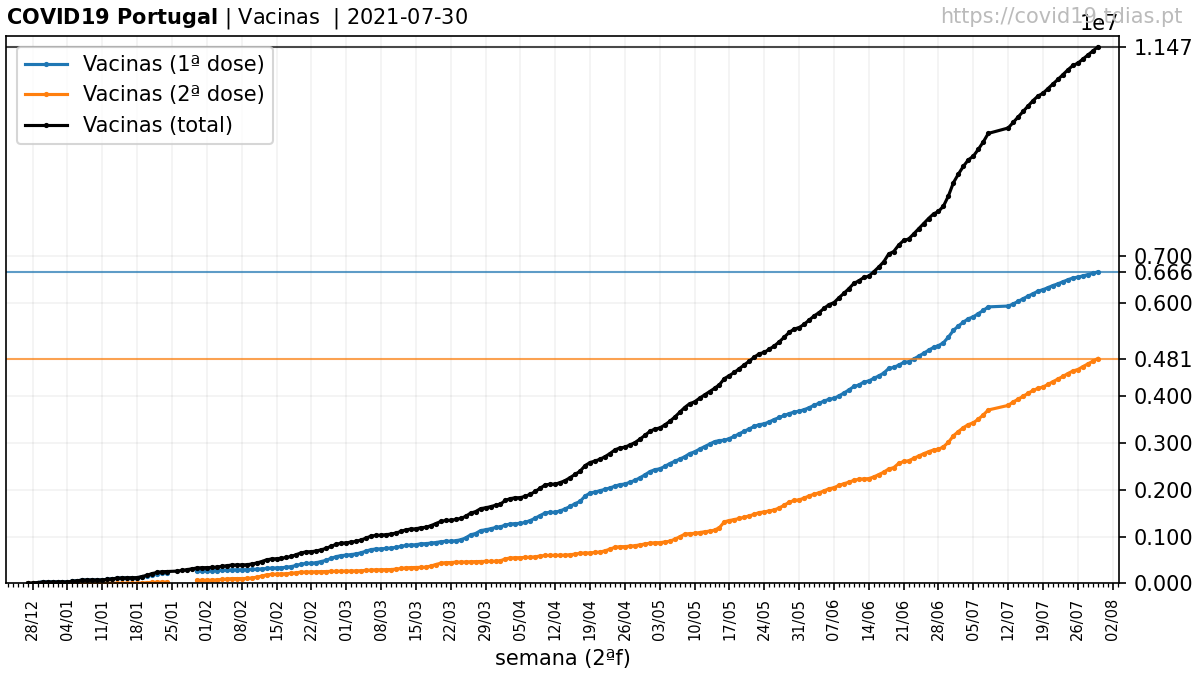 COVID19 Portugal | Vacinas | 2021-07-30
https://covid19.tdias.pt
1e7
Vacinas (1ª dose)
Vacinas (2ª dose)
Vacinas (total)
1.147
0.700
0.666
0.600
0.481
0.400
0.300
0.200
0.100
0.000
28/12 04/01 11/01 18/01 25/01 01/02 08/02 15/02 22/02 01/03 08/03 15/03 22/03 29/03 05/04 12/04 19/04 26/04 03/05 10/05 17/05 24/05 31/05 07/06 14/06 21/06 28/06 05/07 12/07 19/07 26/07 02/08
semana (2ªf)